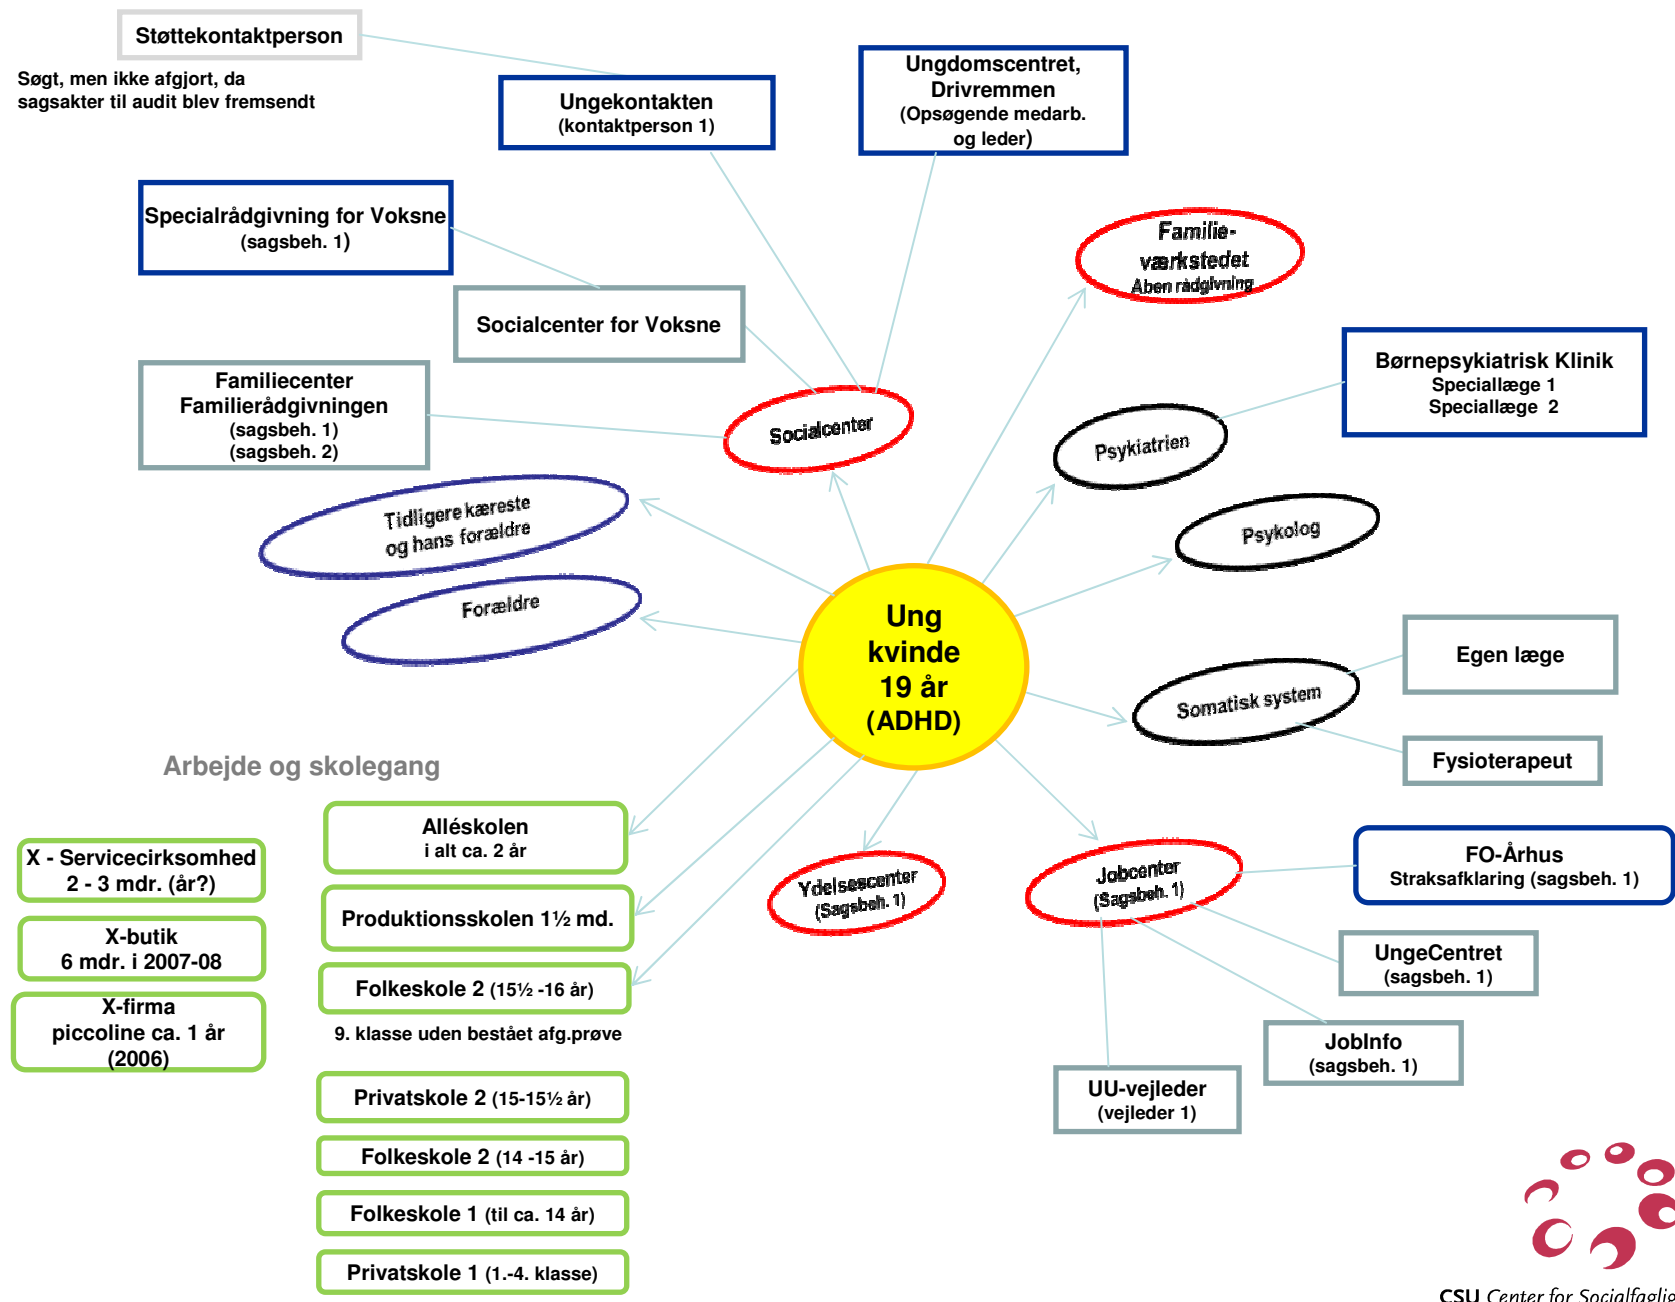 Støttekontaktperson
Søgt, men ikke afgjort, da
sagsakter til audit blev fremsendt
Ungekontakten
(kontaktperson 1)
Ungdomscentret,
Drivremmen
(Opsøgende medarb.
og leder)
Specialrådgivning for Voksne
(sagsbeh. 1)
Familie-
værkstedet
Åben rådgivning
Socialcenter for Voksne
Børnepsykiatrisk Klinik
Speciallæge 1
Speciallæge 2
Familiecenter
Familierådgivningen
(sagsbeh. 1)
(sagsbeh. 2)
Socialcenter
Psykiatrien
Tidligere kæreste
og hans forældre
Psykolog
Forældre
Ung
kvinde
19 år
(ADHD)
Egen læge
Somatisk system
Fysioterapeut
Arbejde og skolegang
Alléskolen
i alt ca. 2 år
X - Servicecirksomhed
2 - 3 mdr. (år?)
Produktionsskolen 1½ md.
X-butik
6 mdr. i 2007-08
Folkeskole 2 (15½ -16 år)
X-firma
piccoline ca. 1 år
(2006)
9. klasse uden bestået afg.prøve
Privatskole 2 (15-15½ år)
Folkeskole 2 (14 -15 år)
Folkeskole 1 (til ca. 14 år)
Privatskole 1 (1.-4. klasse)
Ydelsescenter
(Sagsbeh. 1)
Jobcenter
(Sagsbeh. 1)
FO-Århus
Straksafklaring (sagsbeh. 1)
UngeCentret
(sagsbeh. 1)
JobInfo
(sagsbeh. 1)
UU-vejleder
(vejleder 1)
CSU Center for Socialfaglig